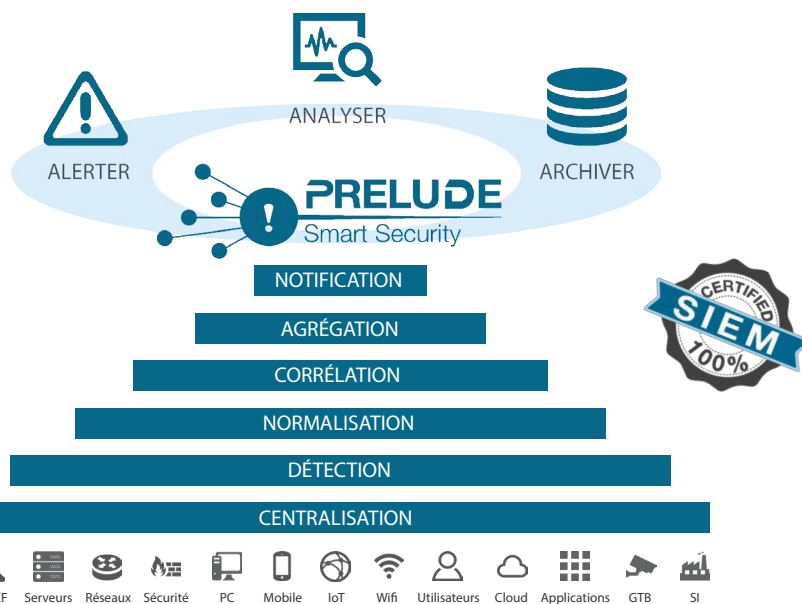 ANALYSER
ALERTER
ARCHIVER
PRELUDE
Smart Security
NOTIFICATION
AGRÉGATION
CORRÉLATION
NORMALISATION
DÉTECTION
CENTRALISATION
CERTIFIED
SIEM
100%
Serveurs Réseaux Sécurité PC Mobile IoT Wifi Utilisateurs Cloud Applications GTB SI